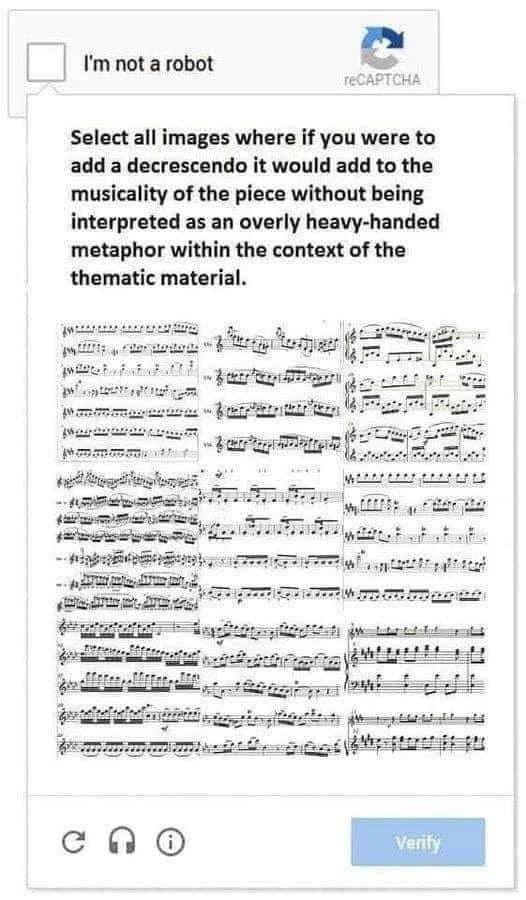 I'm not a robot
reCAPTCHA
Select all images where if you were to
add a decrescendo it would add to the
musicality of the piece without being
interpreted as an overly heavy-handed
metaphor within the context of the
thematic material.
Verify